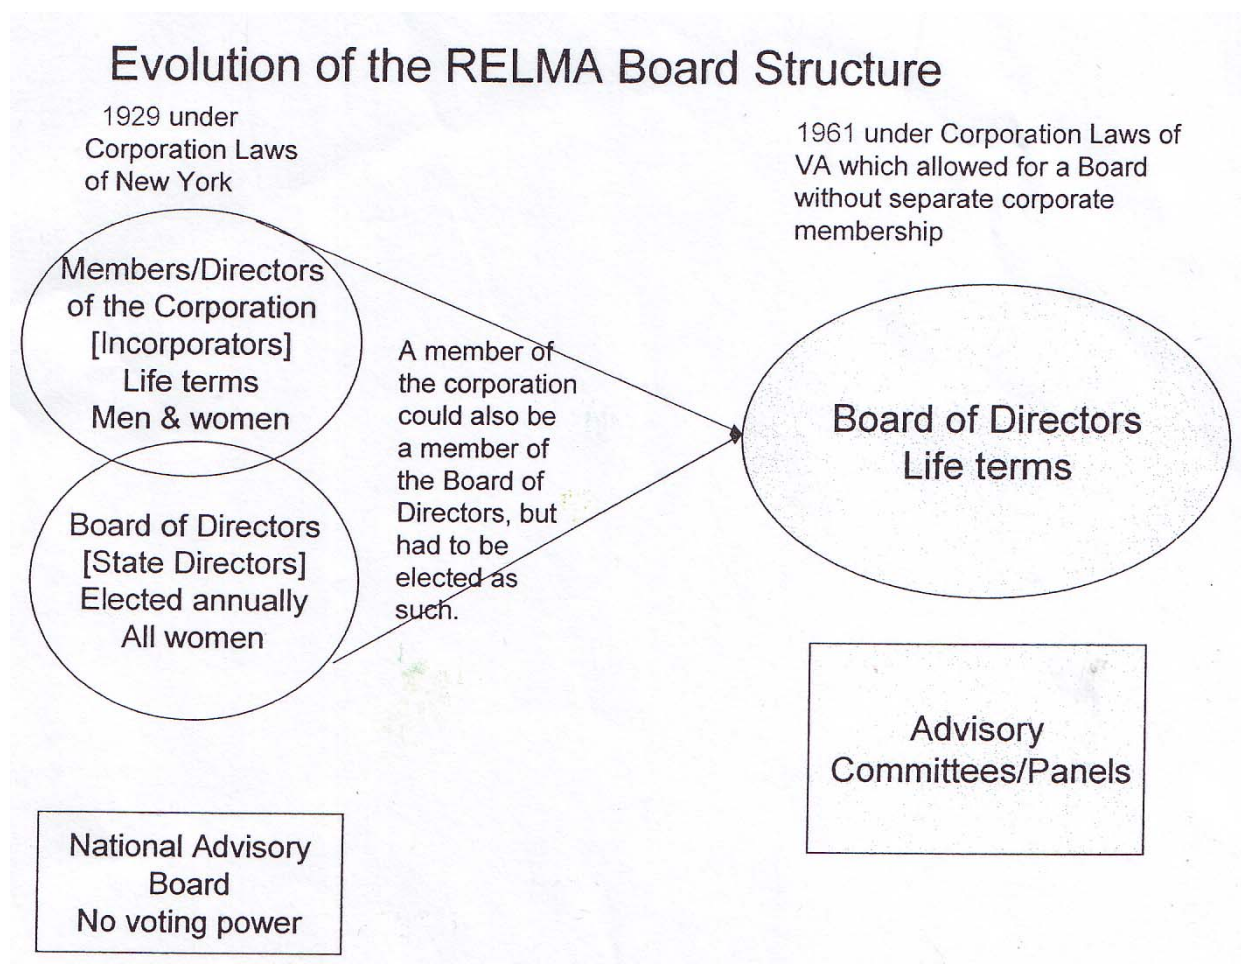 Evolution of the RELMA Board Structure
1929 under
Corporation Laws
of New York
1961 under Corporation Laws of
VA which allowed for a Board
without separate corporate
membership
Members/Directors
of the Corporation
[Incorporators]
Life terms
Men & women
A member of
the corporation
could also be
a member of
the Board of
Directors, but
had to be
elected as
such.
Board of Directors
Life terms
Board of Directors
[State Directors]
Elected annually
All women
Advisory
Committees/Panels
National Advisory
Board
No voting power